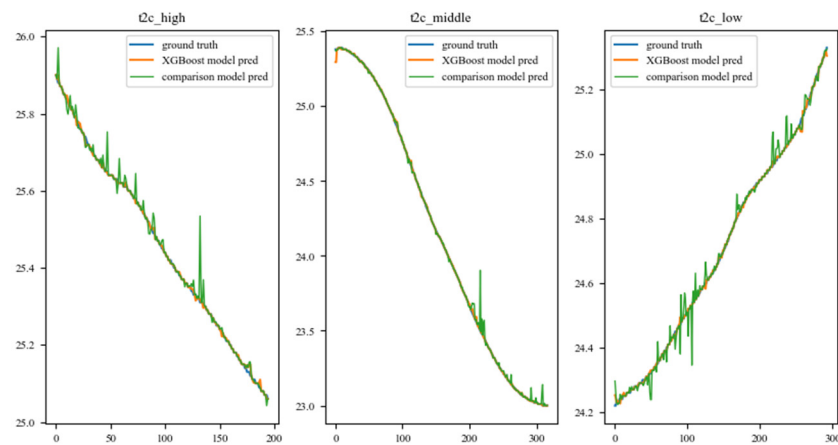 t2c_high
ground truth
XGBoost model pred
comparison model pred
26.0
25.8
25.6
25.4
25.2
25.0
0 50 100 150 200
t2c_middle
ground truth
XGBoost model pred
comparison model pred
25.5
25.0
24.5
24.0
23.5
23.0
0 100 200 300
t2c_low
ground truth
XGBoost model pred
comparison model pred
25.2
25.0
24.8
24.6
24.4
24.2
0 100 200 300